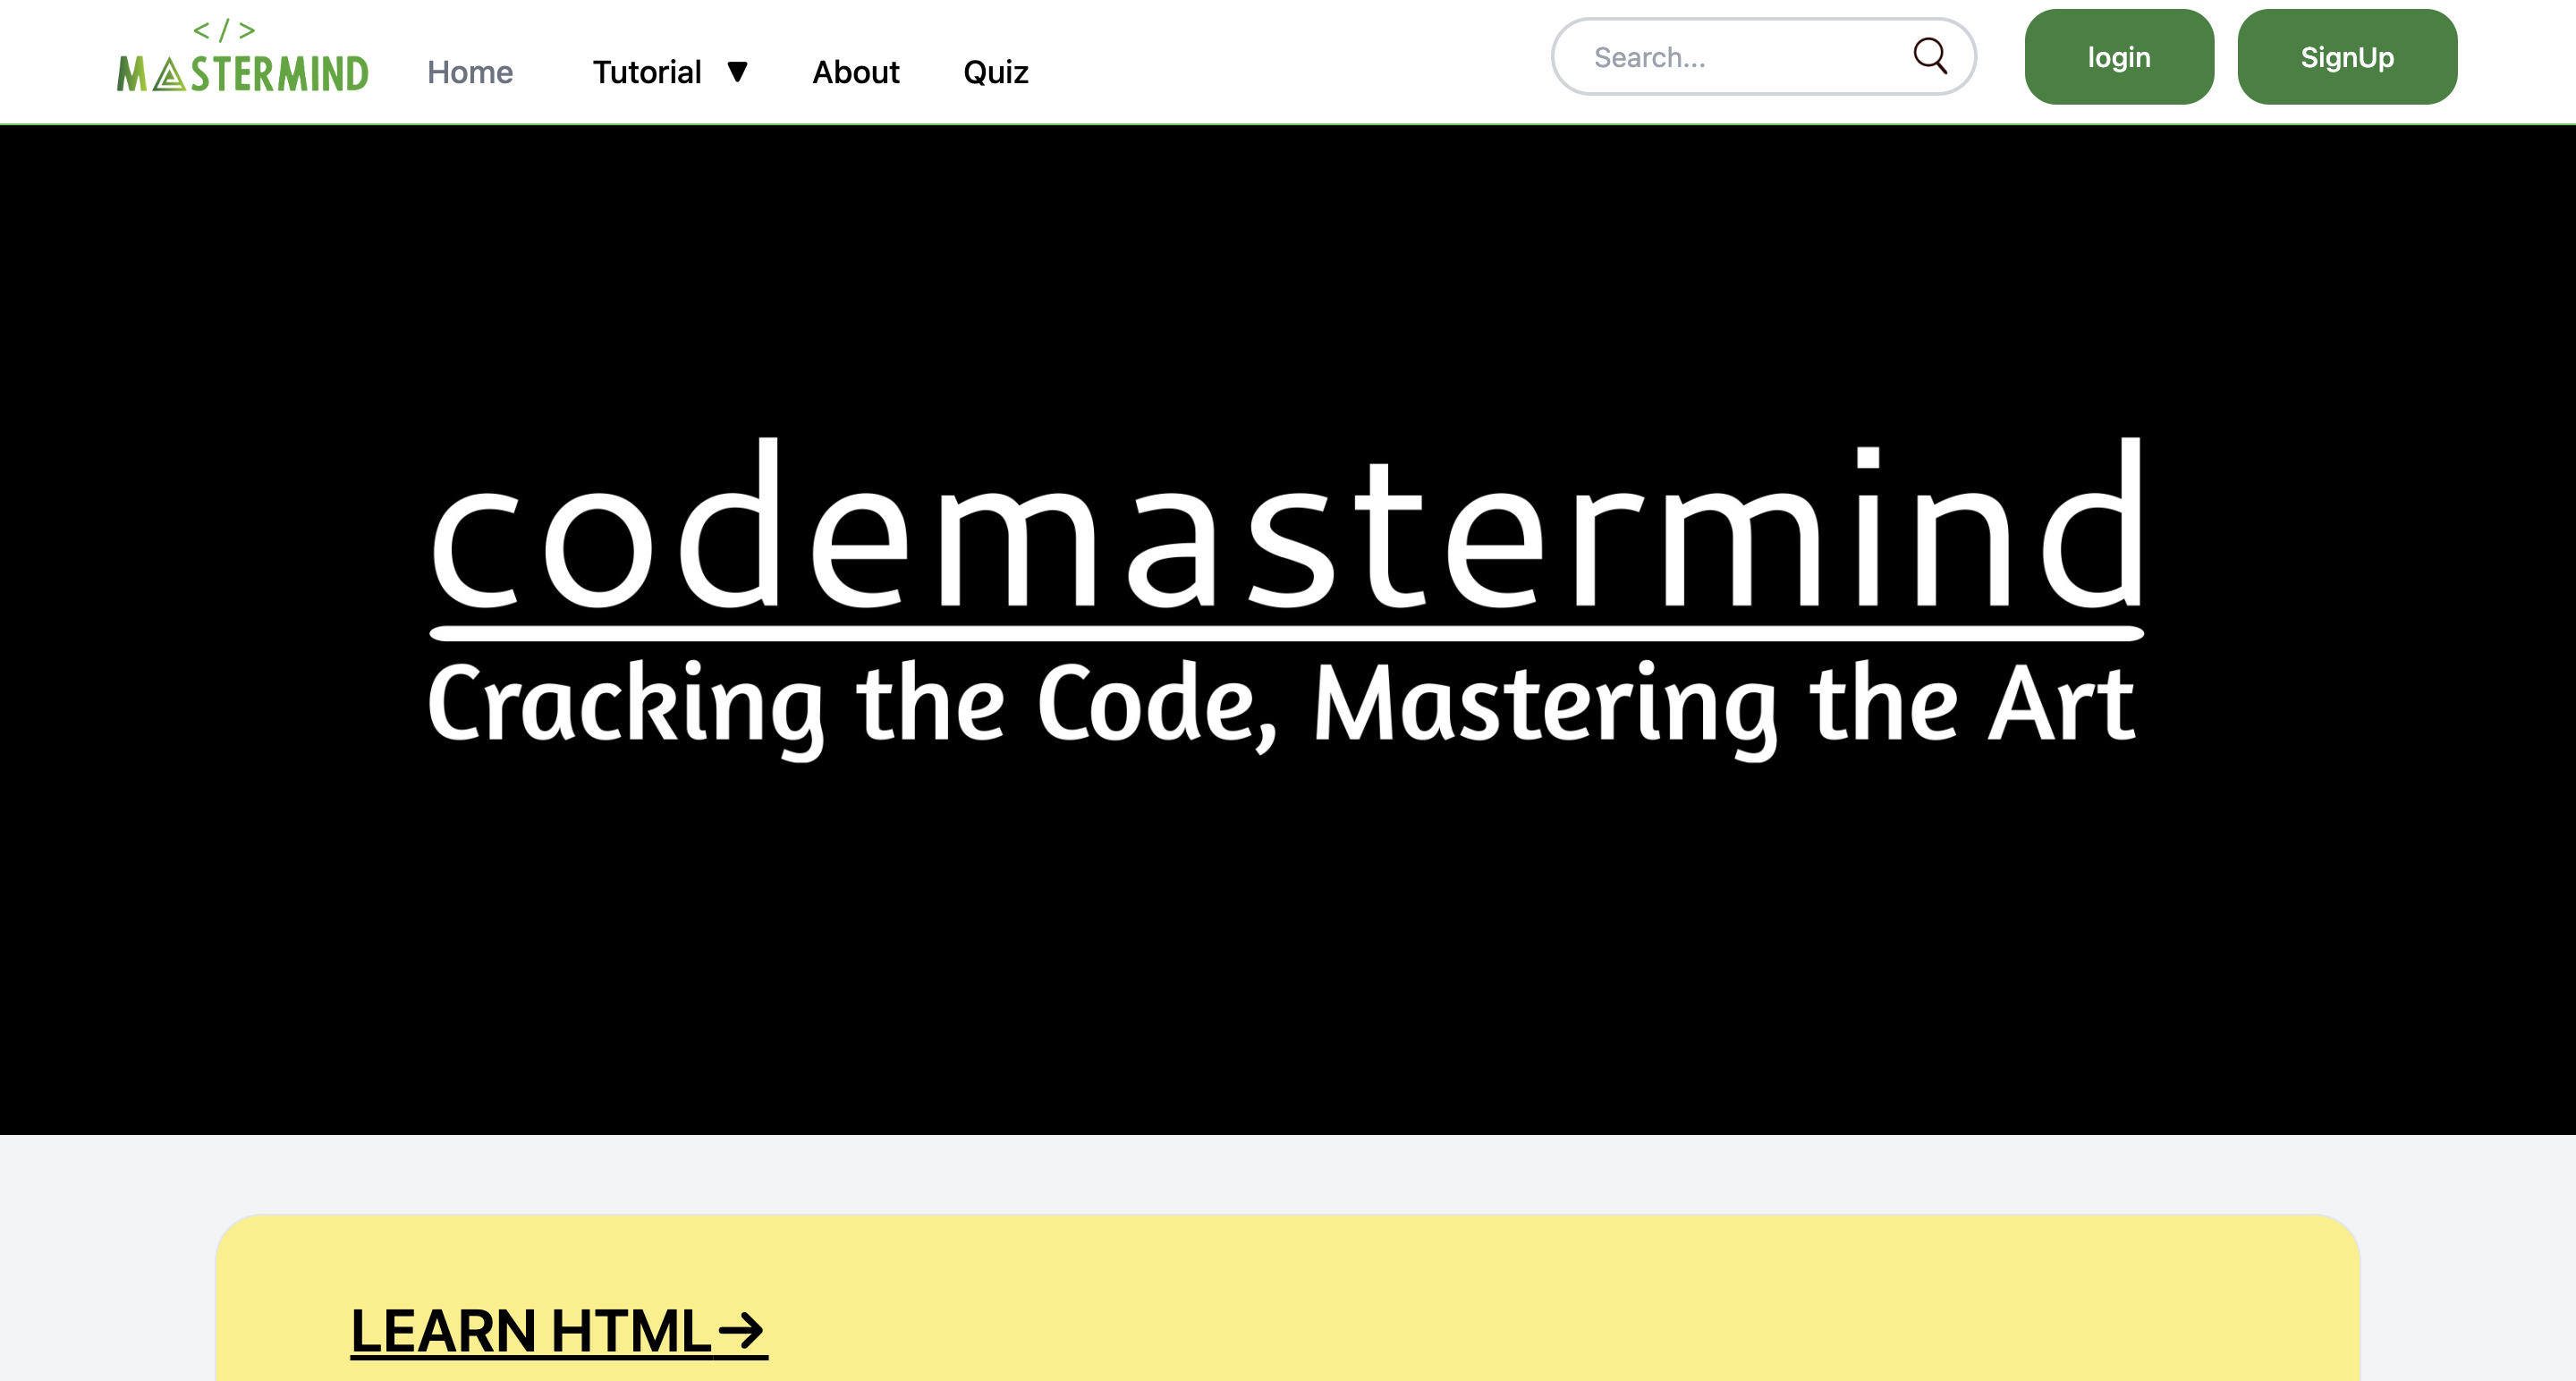 </>
MASTERMIND
Home Tutorial ▼ About Quiz
Search...
login
SignUp
codemastermind
Cracking the Code, Mastering the Art
LEARN HTML→